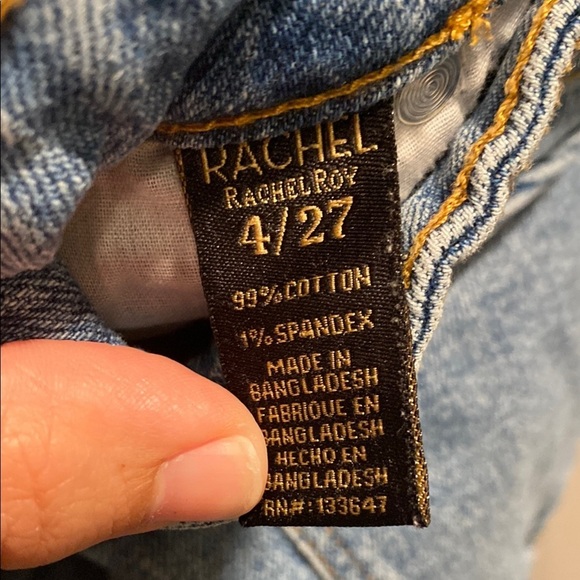 RACHEL
RACHEL ROY
4/27
99% COTTON
1% SPANDEX
MADE IN
BANGLADESH
FABRIQUE EN
BANGLADESH
HECHO EN
BANGLADESH
RN#:133647